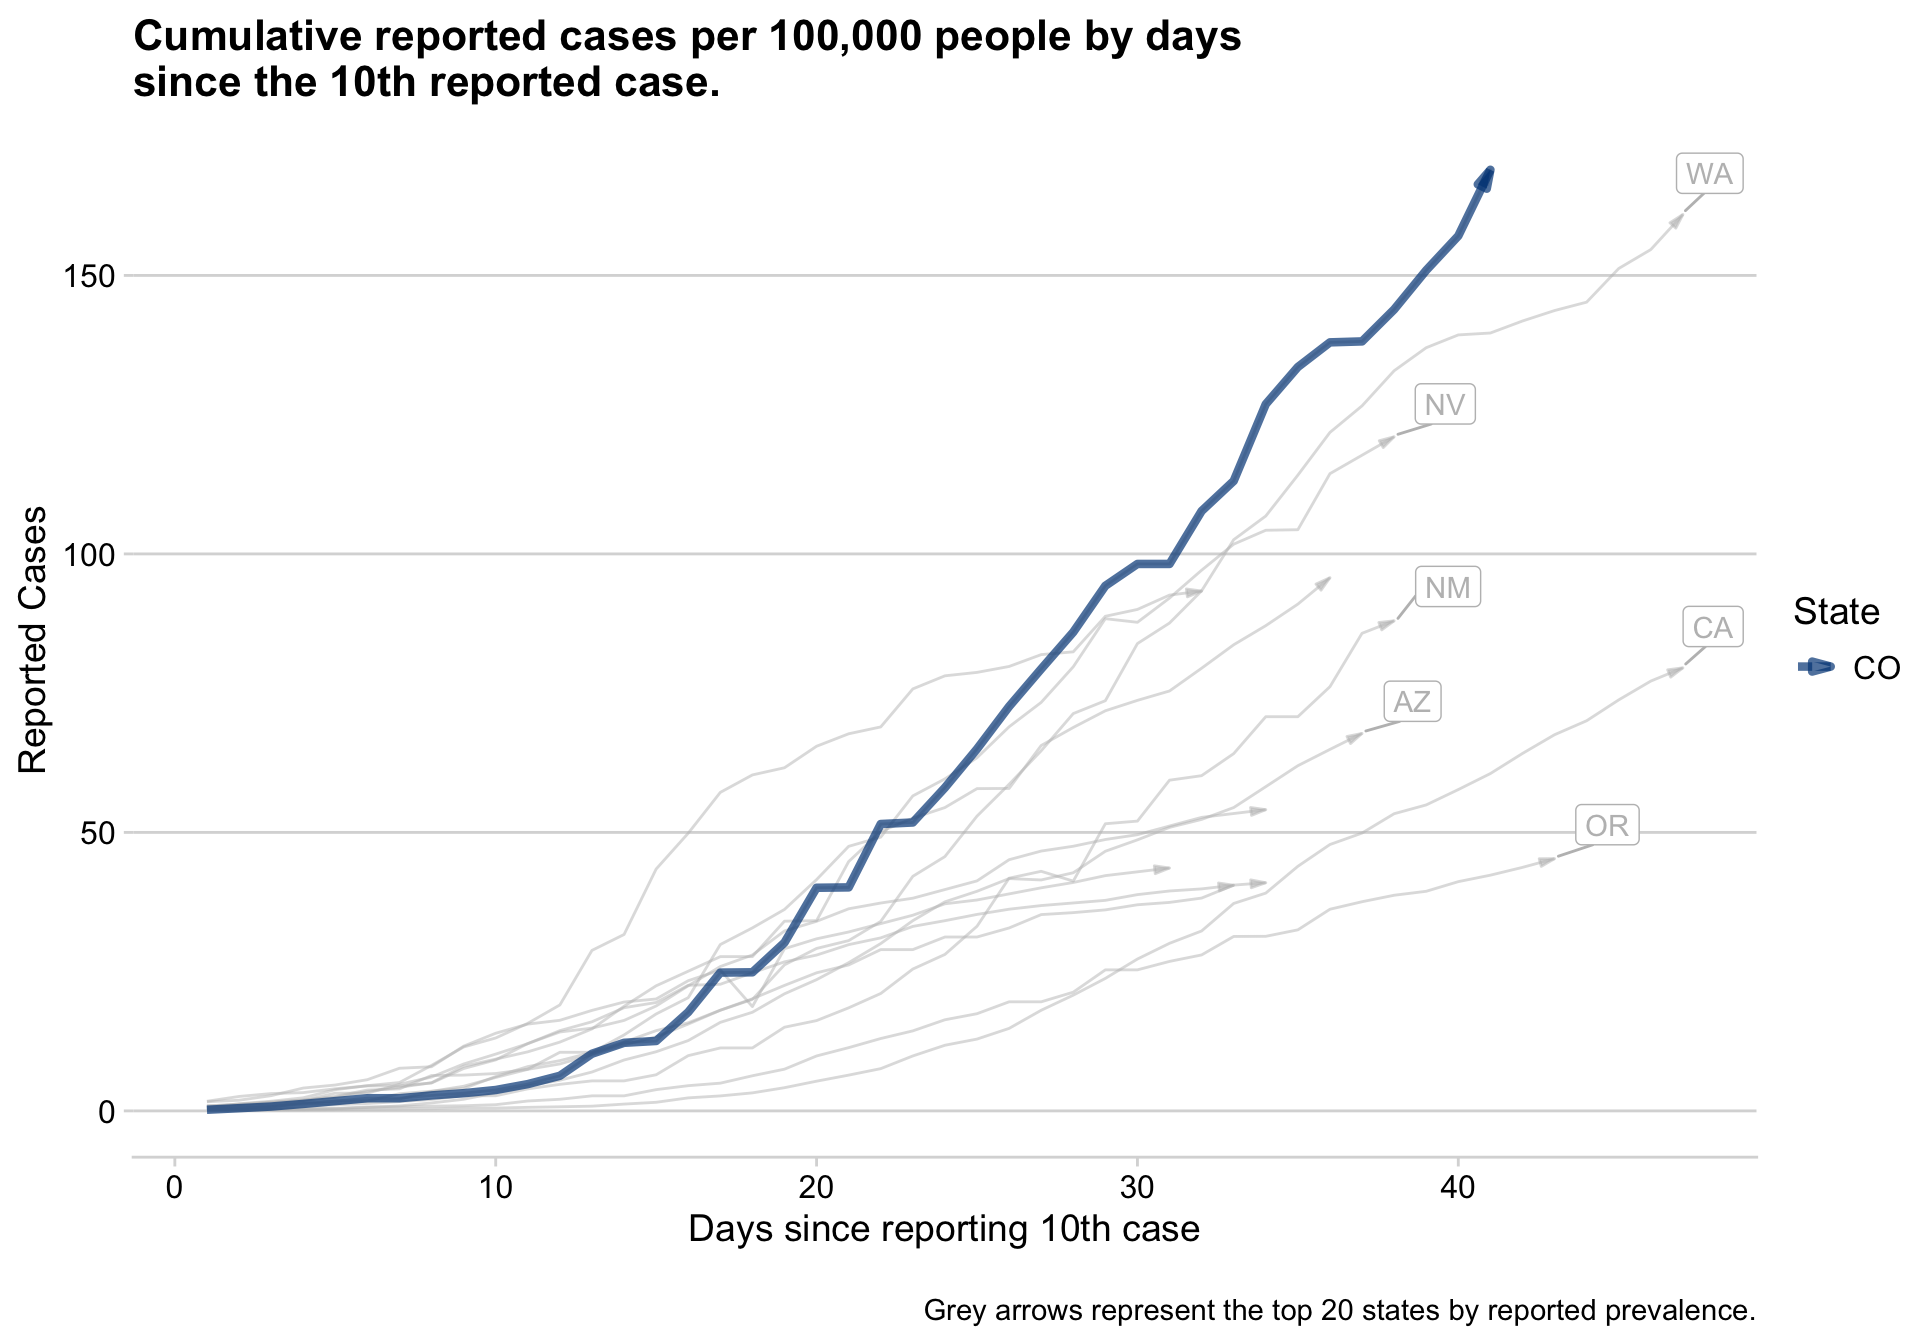 Cumulative reported cases per 100,000 people by days
since the 10th reported case.
WA
150
NV
Reported Cases
100
NM
State
CA
CO
AZ
50
OR
0
0 10 20 30 40
Days since reporting 10th case
Grey arrows represent the top 20 states by reported prevalence.